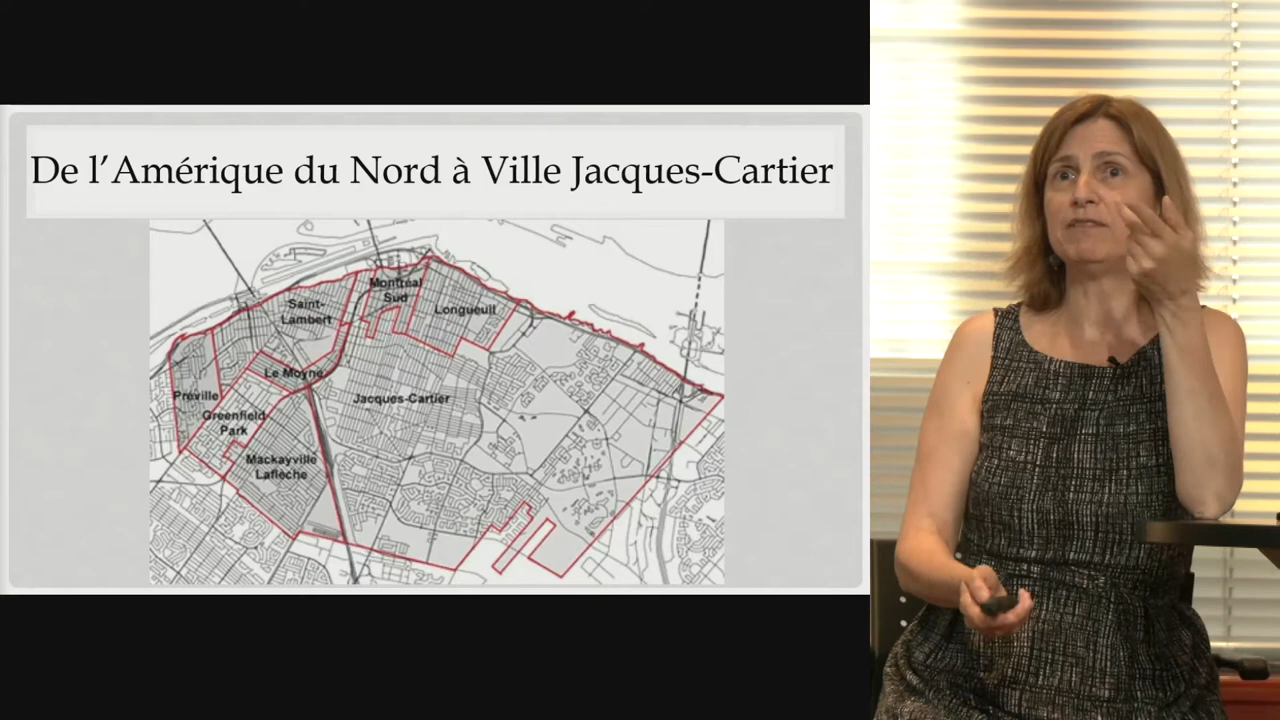 De l’Amérique du Nord à Ville Jacques-Cartier
Montréal
Sud
Saint-
Lambert
Longueuil
Le Moyne
Préville
Jacques-Cartier
Greenfield
Park
Mackayville
Laflèche